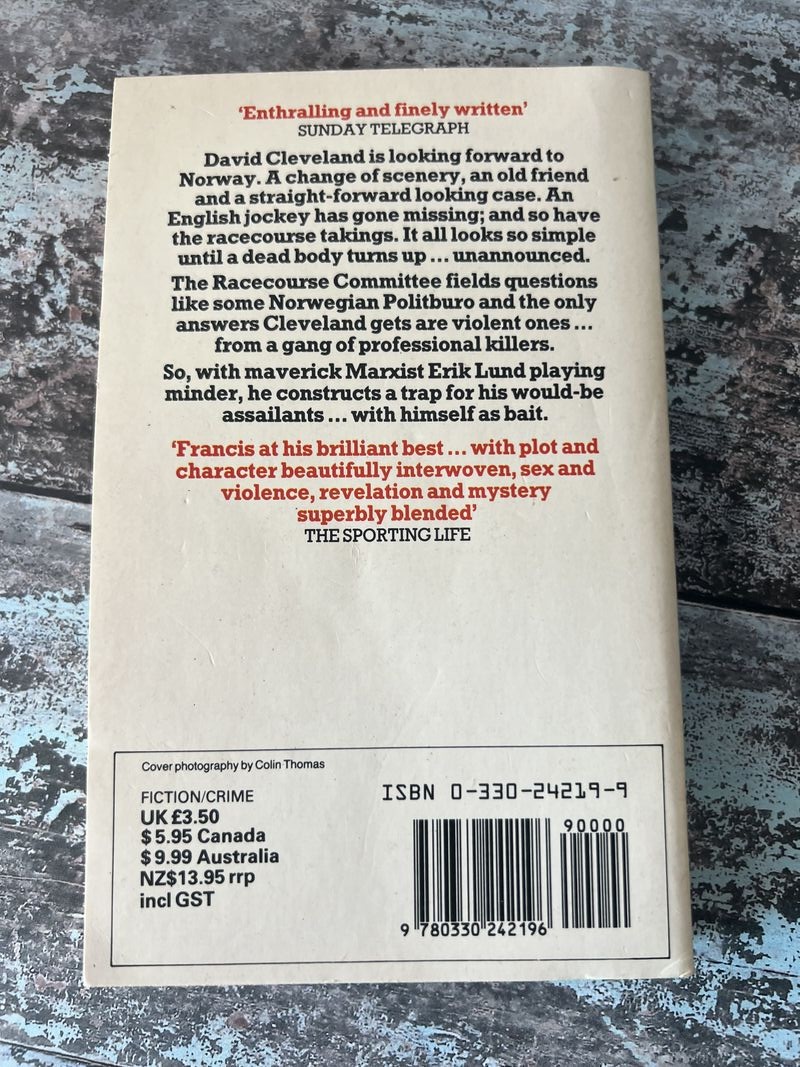 ‘Enthralling and finely written’
SUNDAY TELEGRAPH
David Cleveland is looking forward to
Norway. A change of scenery, an old friend
and a straight-forward looking case. An
English jockey has gone missing; and so have
the racecourse takings. It all looks so simple
until a dead body turns up ... unannounced.
The Racecourse Committee fields questions
like some Norwegian Politburo and the only
answers Cleveland gets are violent ones ...
from a gang of professional killers.
So, with maverick Marxist Erik Lund playing
minder, he constructs a trap for his would-be
assailants ... with himself as bait.
‘Francis at his brilliant best ... with plot and
character beautifully interwoven, sex and
violence, revelation and mystery
superbly blended’
THE SPORTING LIFE
Cover photography by Colin Thomas
FICTION/CRIME
UK £3.50
$ 5.95 Canada
$ 9.99 Australia
NZ$13.95 rrp
incl GST
ISBN 0-330-24219-9
90000
9 780330 242196